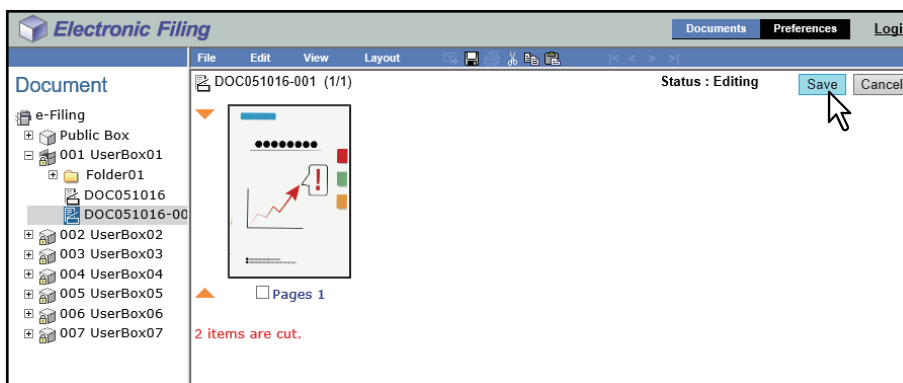 Electronic Filing
Documents Preferences Logi
File Edit View Layout
|< < > >|
Document
DOC051016-001 (1/1)
Status : Editing
Save Cancel
e-Filing
Public Box
001 UserBox01
Folder01
DOC051016
DOC051016-00
002 UserBox02
003 UserBox03
004 UserBox04
005 UserBox05
006 UserBox06
007 UserBox07
!
Pages 1
2 items are cut.